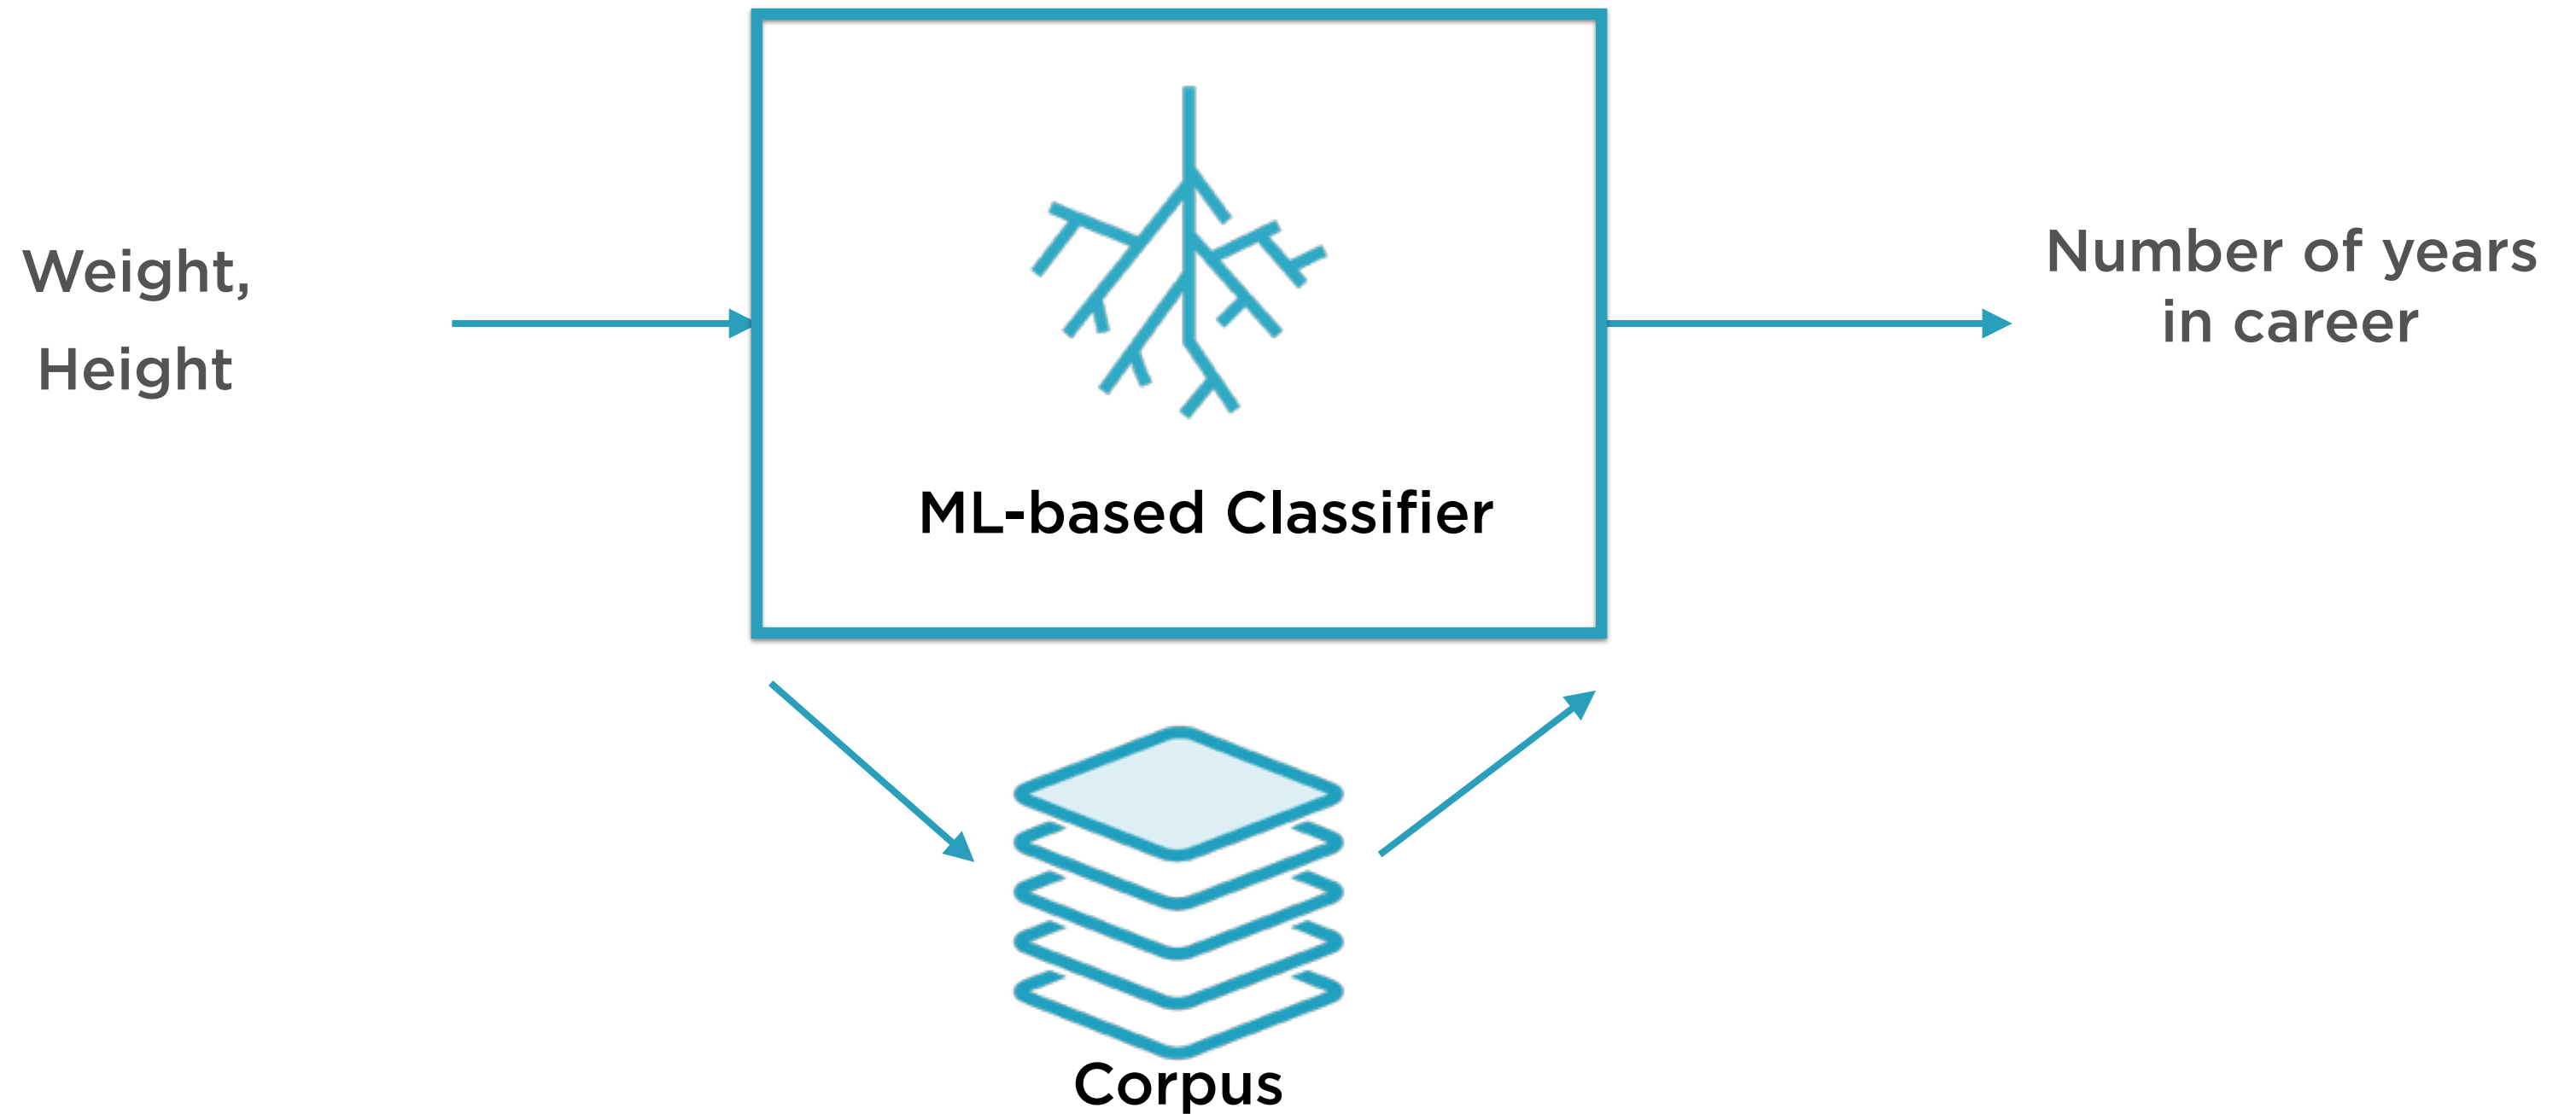 Weight,
Height
ML-based Classifier
Number of years
in career
Corpus